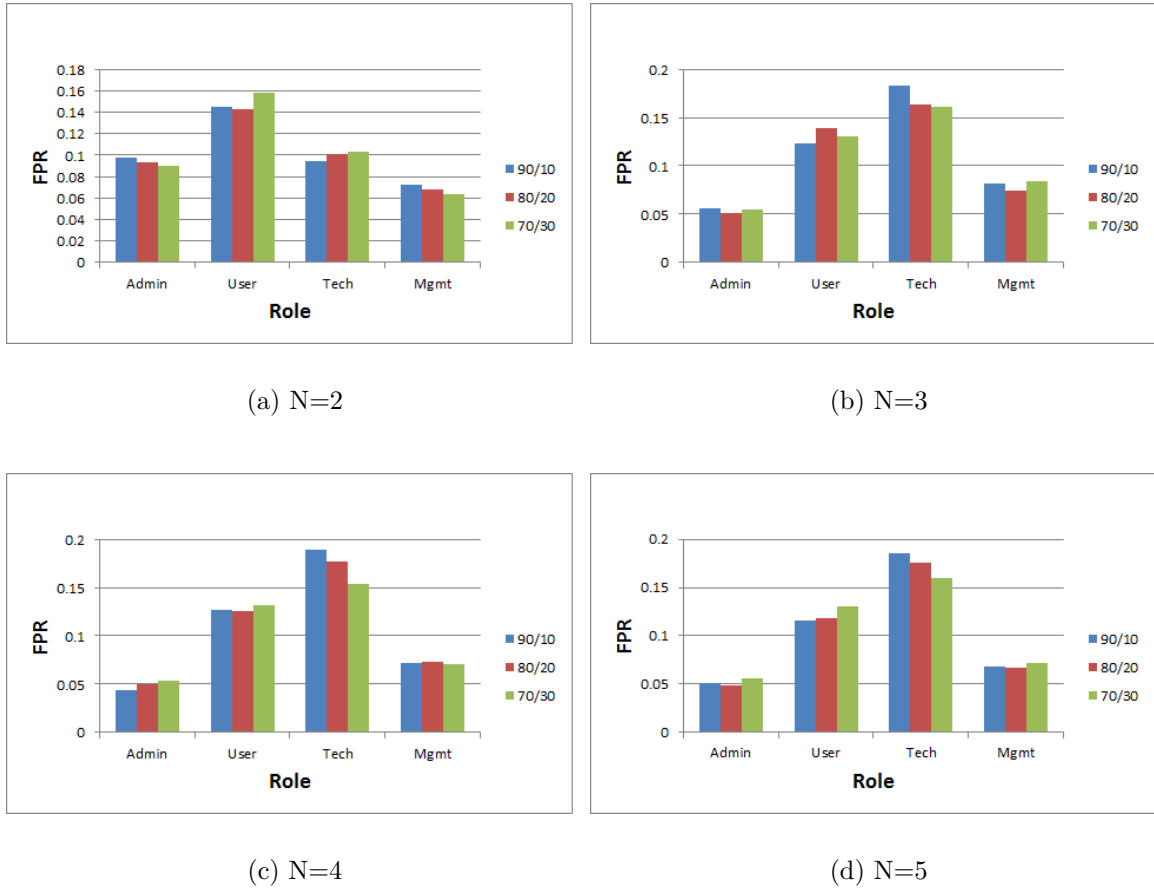 0.18
0.16
0.14
0.12
0.1
0.08
0.06
0.04
0.02
0
FPR
Admin User Tech Mgmt
Role
90/10
80/20
70/30
(a) N=2
0.2
0.15
0.1
0.05
0
FPR
Admin User Tech Mgmt
Role
90/10
80/20
70/30
(b) N=3
0.2
0.15
0.1
0.05
0
FPR
Admin User Tech Mgmt
Role
90/10
80/20
70/30
(c) N=4
0.2
0.15
0.1
0.05
0
FPR
Admin User Tech Mgmt
Role
90/10
80/20
70/30
(d) N=5